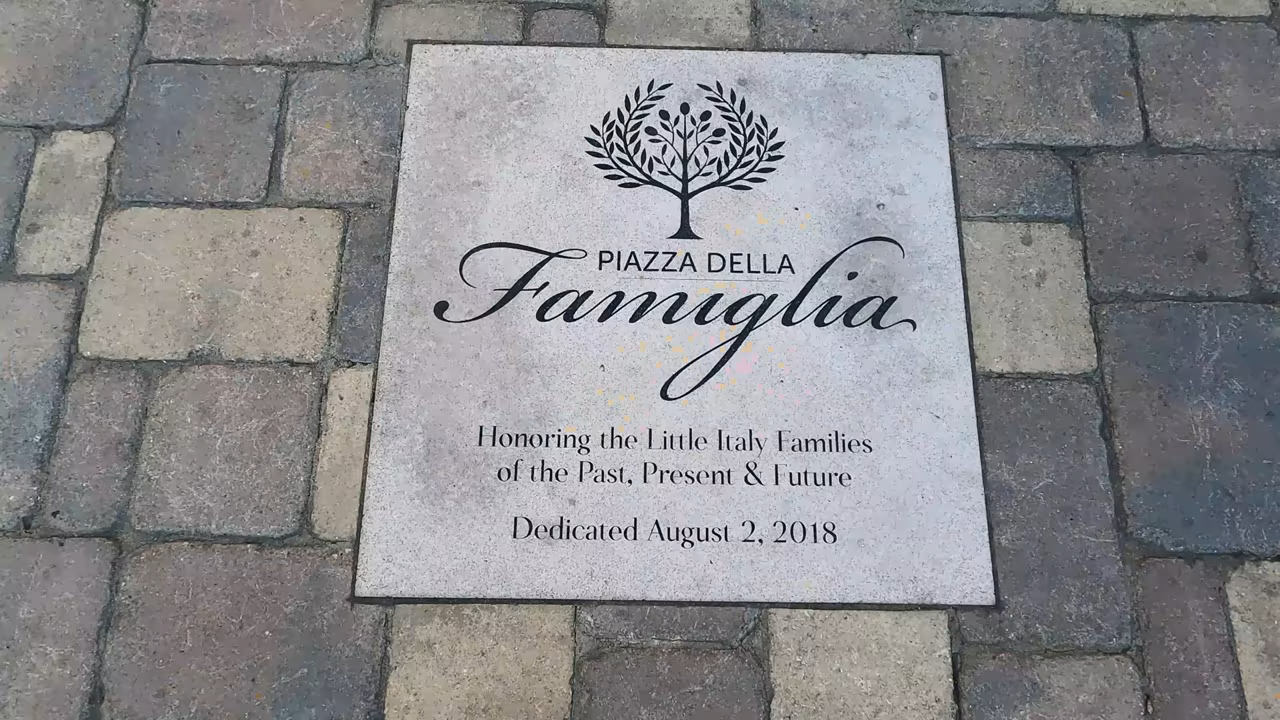 PIAZZA DELLA
Famiglia
Honoring the Little Italy Families
of the Past, Present & Future
Dedicated August 2, 2018